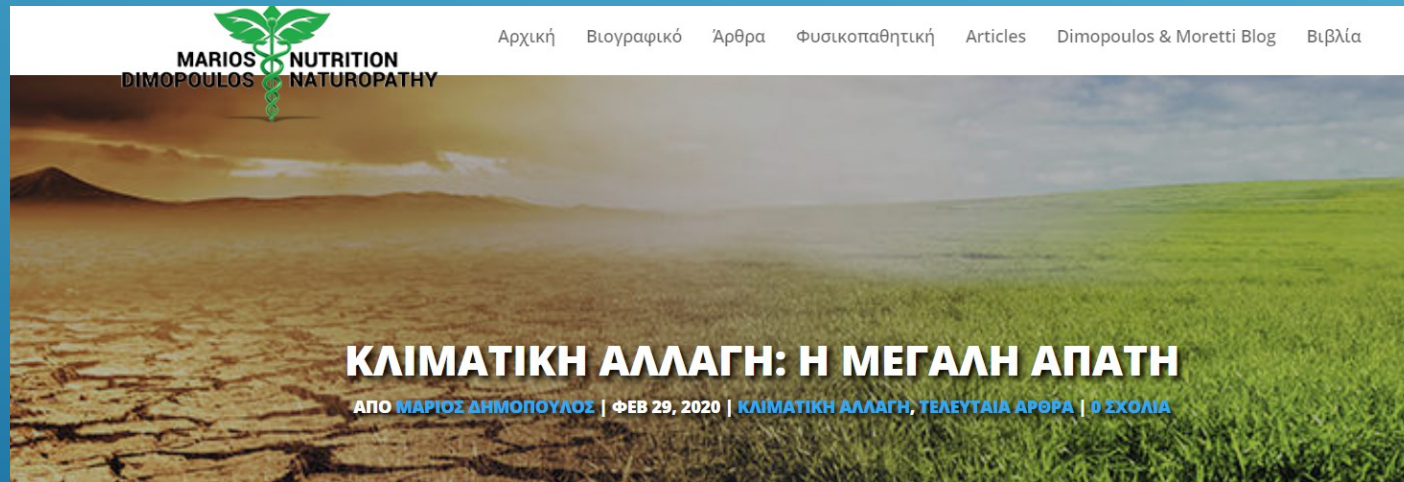 MARIOS NUTRITION
DIMOPOULOS NATUROPATHY
Αρχική Βιογραφικό Άρθρα Φυσικοπαθητική Articles Dimopoulos & Moretti Blog Βιβλία
ΚΛΙΜΑΤΙΚΗ ΑΛΛΑΓΗ: Η ΜΕΓΑΛΗ ΑΠΑΤΗ
ΑΠΟ ΜΑΡΙΟΣ ΔΗΜΟΠΟΥΛΟΣ | ΦΕΒ 29, 2020 | ΚΛΙΜΑΤΙΚΗ ΑΛΛΑΓΗ, ΤΕΛΕΥΤΑΙΑ ΑΡΘΡΑ | 0 ΣΧΟΛΙΑ